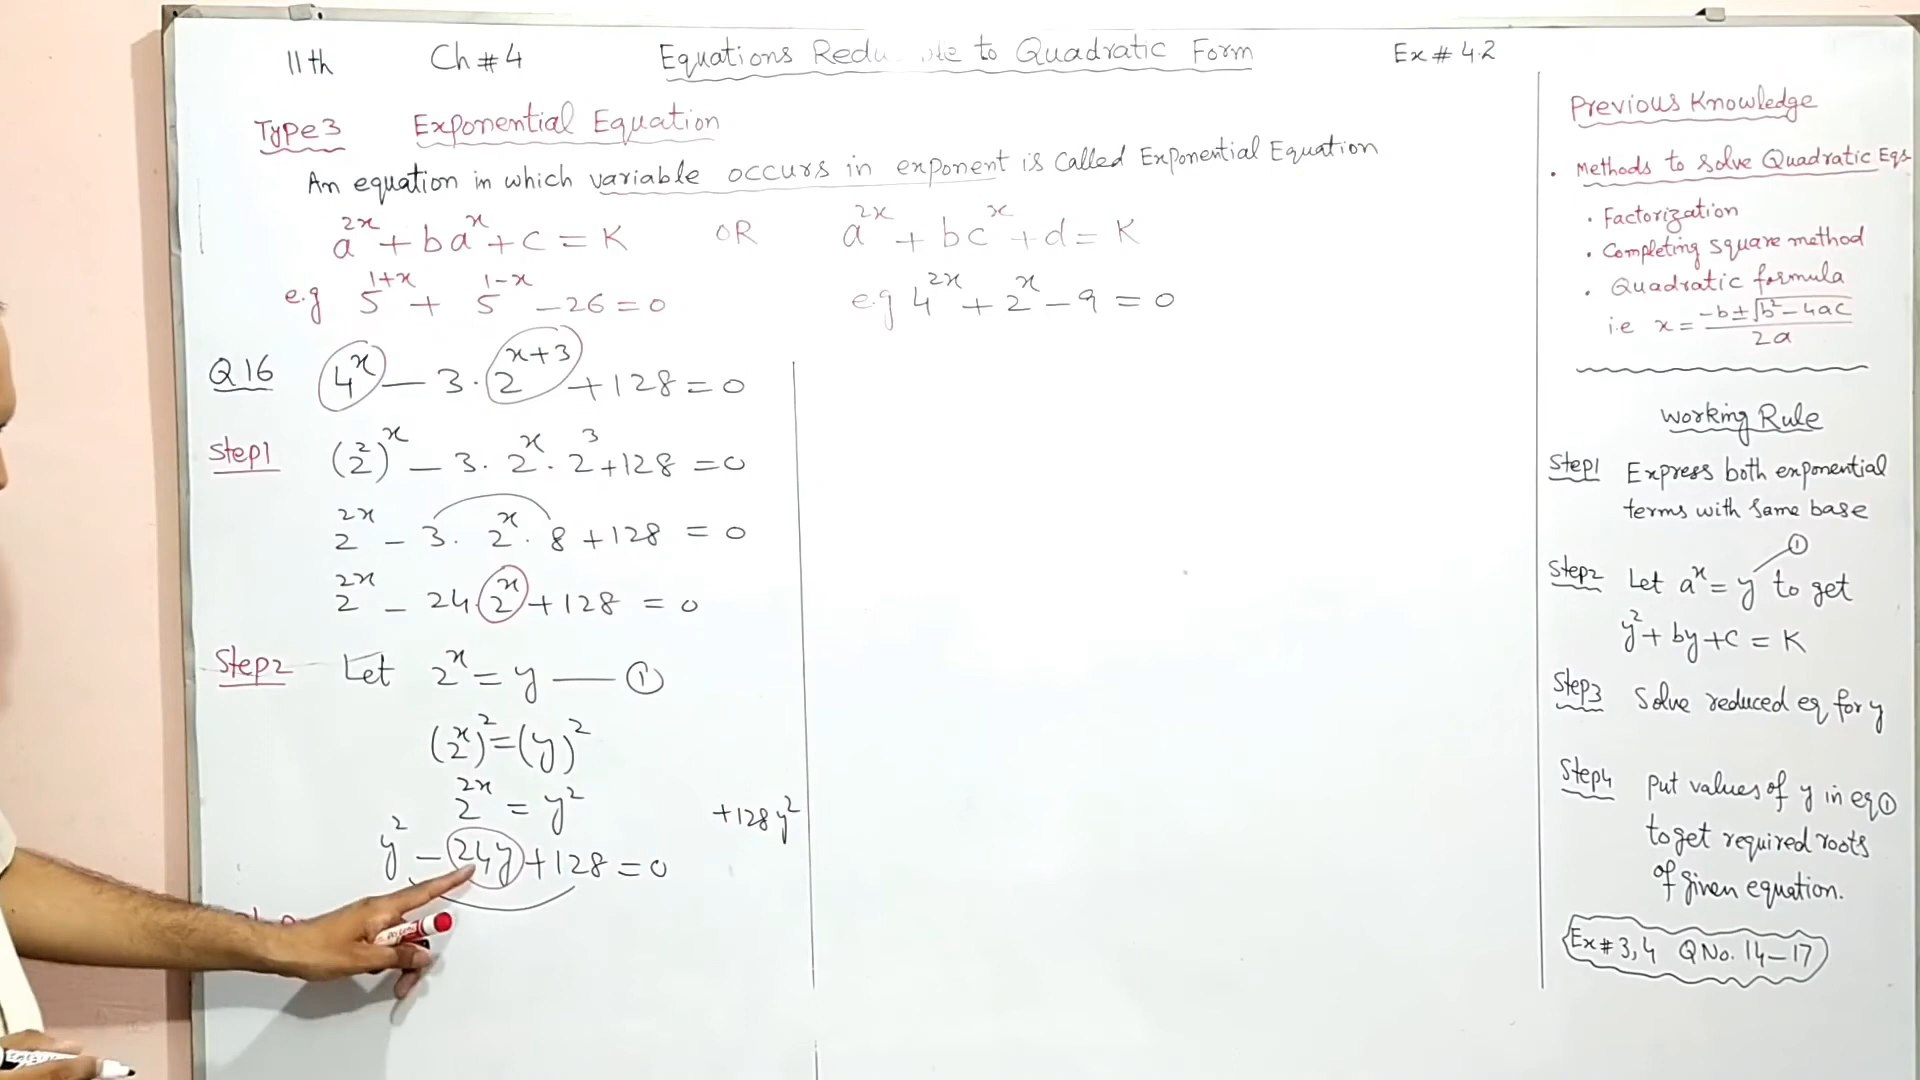 11th Ch # 4 Equations Redu ble to Quadratic Form Ex # 4.2
Type3 Exponential Equation
An equation in which variable occurs in exponent is called Exponential Equation
a^2x + ba^x + c = K OR a^2x + bc^x + d = K
e.g 5^1+x + 5^1-x - 26 = 0 e.g 4^2x + 2^x - 9 = 0
Q16 4^x - 3 · 2^x+3 + 128 = 0
Step1 (2^2)^x - 3 · 2^x · 2^3 + 128 = 0
2^2x - 3 · 2^x · 8 + 128 = 0
2^2x - 24 · 2^x + 128 = 0
Step2 Let 2^x = y — ①
(2^x)^2 = (y)^2
2^2x = y^2
+128y^2
y^2 - 24y + 128 = 0
Previous Knowledge
· Methods to solve Quadratic Eqs
· Factorization
· Completing square method
· Quadratic formula
i.e x = -b ± √b^2 - 4ac / 2a
Working Rule
Step1 Express both exponential
terms with same base
①
Step2 Let a^x = y to get
y^2 + by + c = K
Step3 Solve reduced eq for y
Step4 Put values of y in eq ①
to get required roots
of given equation.
Ex # 3,4 Q No. 14-17